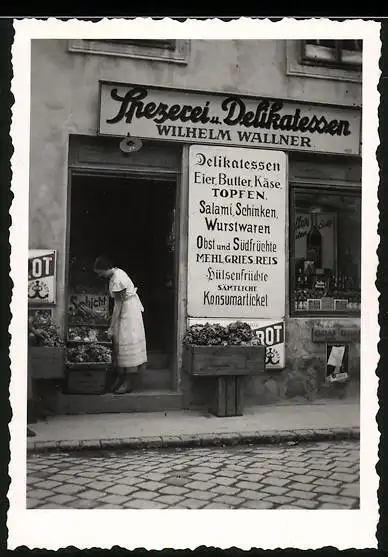 Spezerei u. Delikatessen
WILHELM WALLNER
Delikatessen
Eier, Butter, Käse,
TOPFEN,
Salami, Schinken,
Wurstwaren
Obst und Südfrüchte
MEHL GRIES, REIS
Hülsenfrüchte
SÄMTLICHE
Konsumartickel
OT
Schicht
ROT